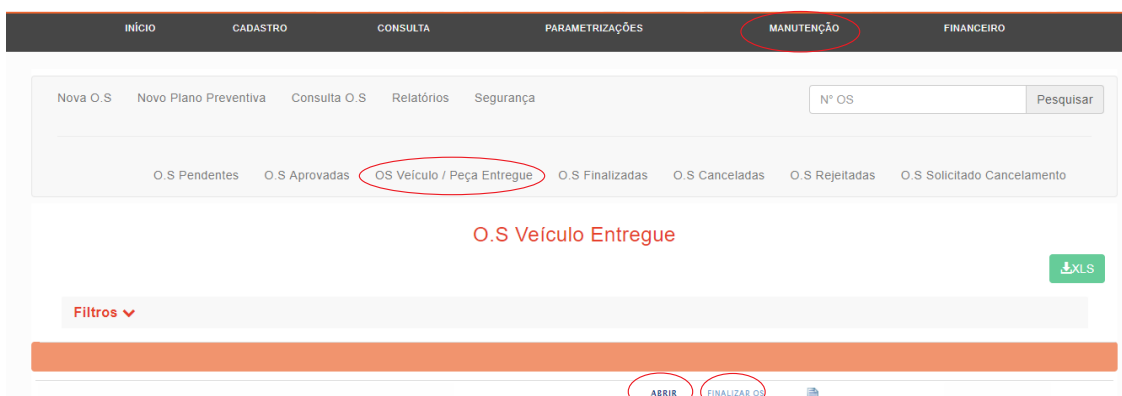 INÍCIO CADASTRO CONSULTA PARAMETRIZAÇÕES MANUTENÇÃO FINANCEIRO
Nova O.S Novo Plano Preventiva Consulta O.S Relatórios Segurança N° OS Pesquisar
O.S Pendentes O.S Aprovadas OS Veículo / Peça Entregue O.S Finalizadas O.S Canceladas O.S Rejeitadas O.S Solicitado Cancelamento
O.S Veículo Entregue
XLS
Filtros
ABRIR FINALIZAR OS